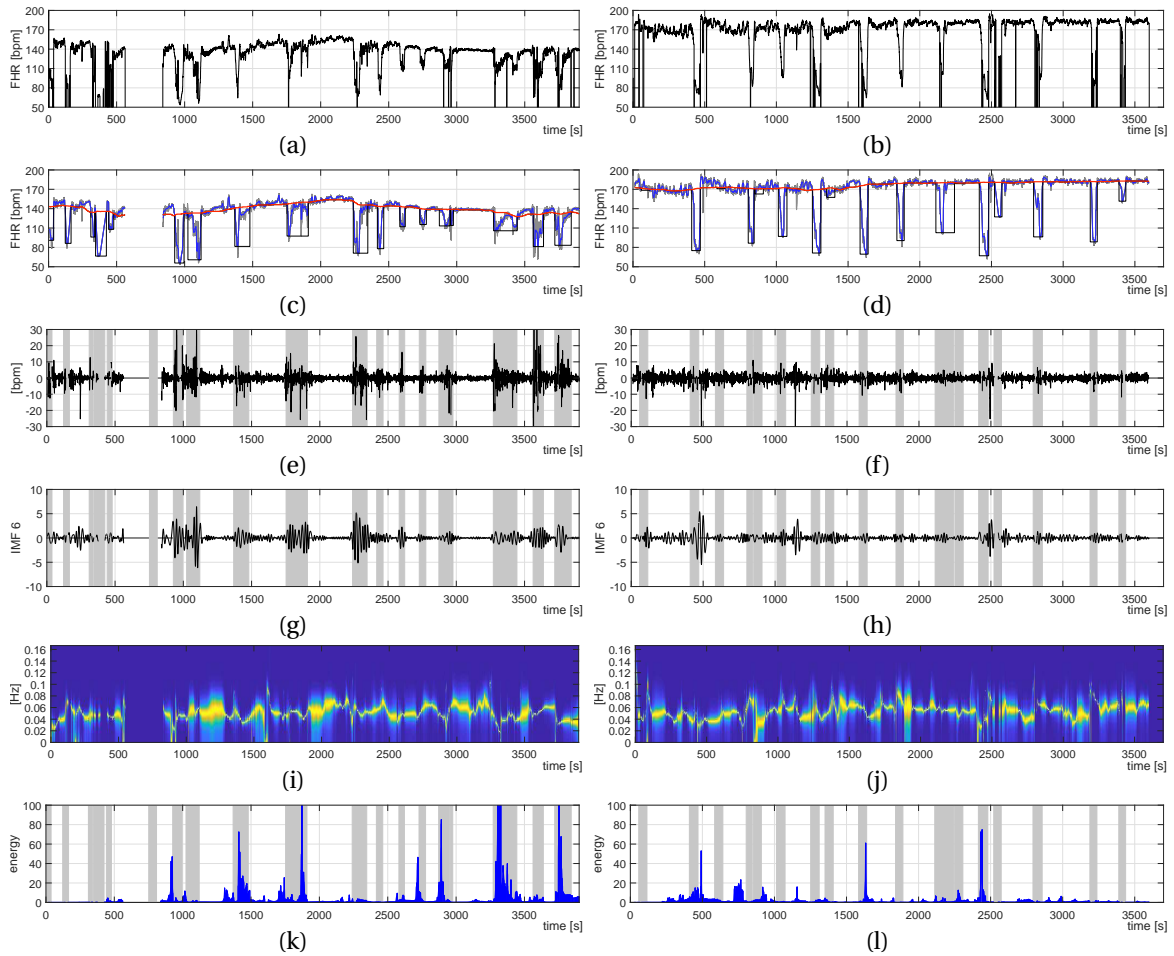 200 170 140 110 80 50
FHR [bpm]
0 500 1000 1500 2000 2500 3000 3500
time [s]
(a)
200 170 140 110 80 50
FHR [bpm]
0 500 1000 1500 2000 2500 3000 3500
time [s]
(b)
200 170 140 110 80 50
FHR [bpm]
0 500 1000 1500 2000 2500 3000 3500
time [s]
(c)
200 170 140 110 80 50
FHR [bpm]
0 500 1000 1500 2000 2500 3000 3500
time [s]
(d)
30 20 10 0 -10 -20 -30
[bpm]
0 500 1000 1500 2000 2500 3000 3500
time [s]
(e)
30 20 10 0 -10 -20 -30
[bpm]
0 500 1000 1500 2000 2500 3000 3500
time [s]
(f)
10 5 0 -5 -10
IMF 6
0 500 1000 1500 2000 2500 3000 3500
time [s]
(g)
10 5 0 -5 -10
IMF 6
0 500 1000 1500 2000 2500 3000 3500
time [s]
(h)
0.16 0.14 0.12 0.1 0.08 0.06 0.04 0.02 0
[Hz]
0 500 1000 1500 2000 2500 3000 3500
time [s]
(i)
0.16 0.14 0.12 0.1 0.08 0.06 0.04 0.02 0
[Hz]
0 500 1000 1500 2000 2500 3000 3500
time [s]
(j)
100 80 60 40 20 0
energy
0 500 1000 1500 2000 2500 3000 3500
time [s]
(k)
100 80 60 40 20 0
energy
0 500 1000 1500 2000 2500 3000 3500
time [s]
(l)